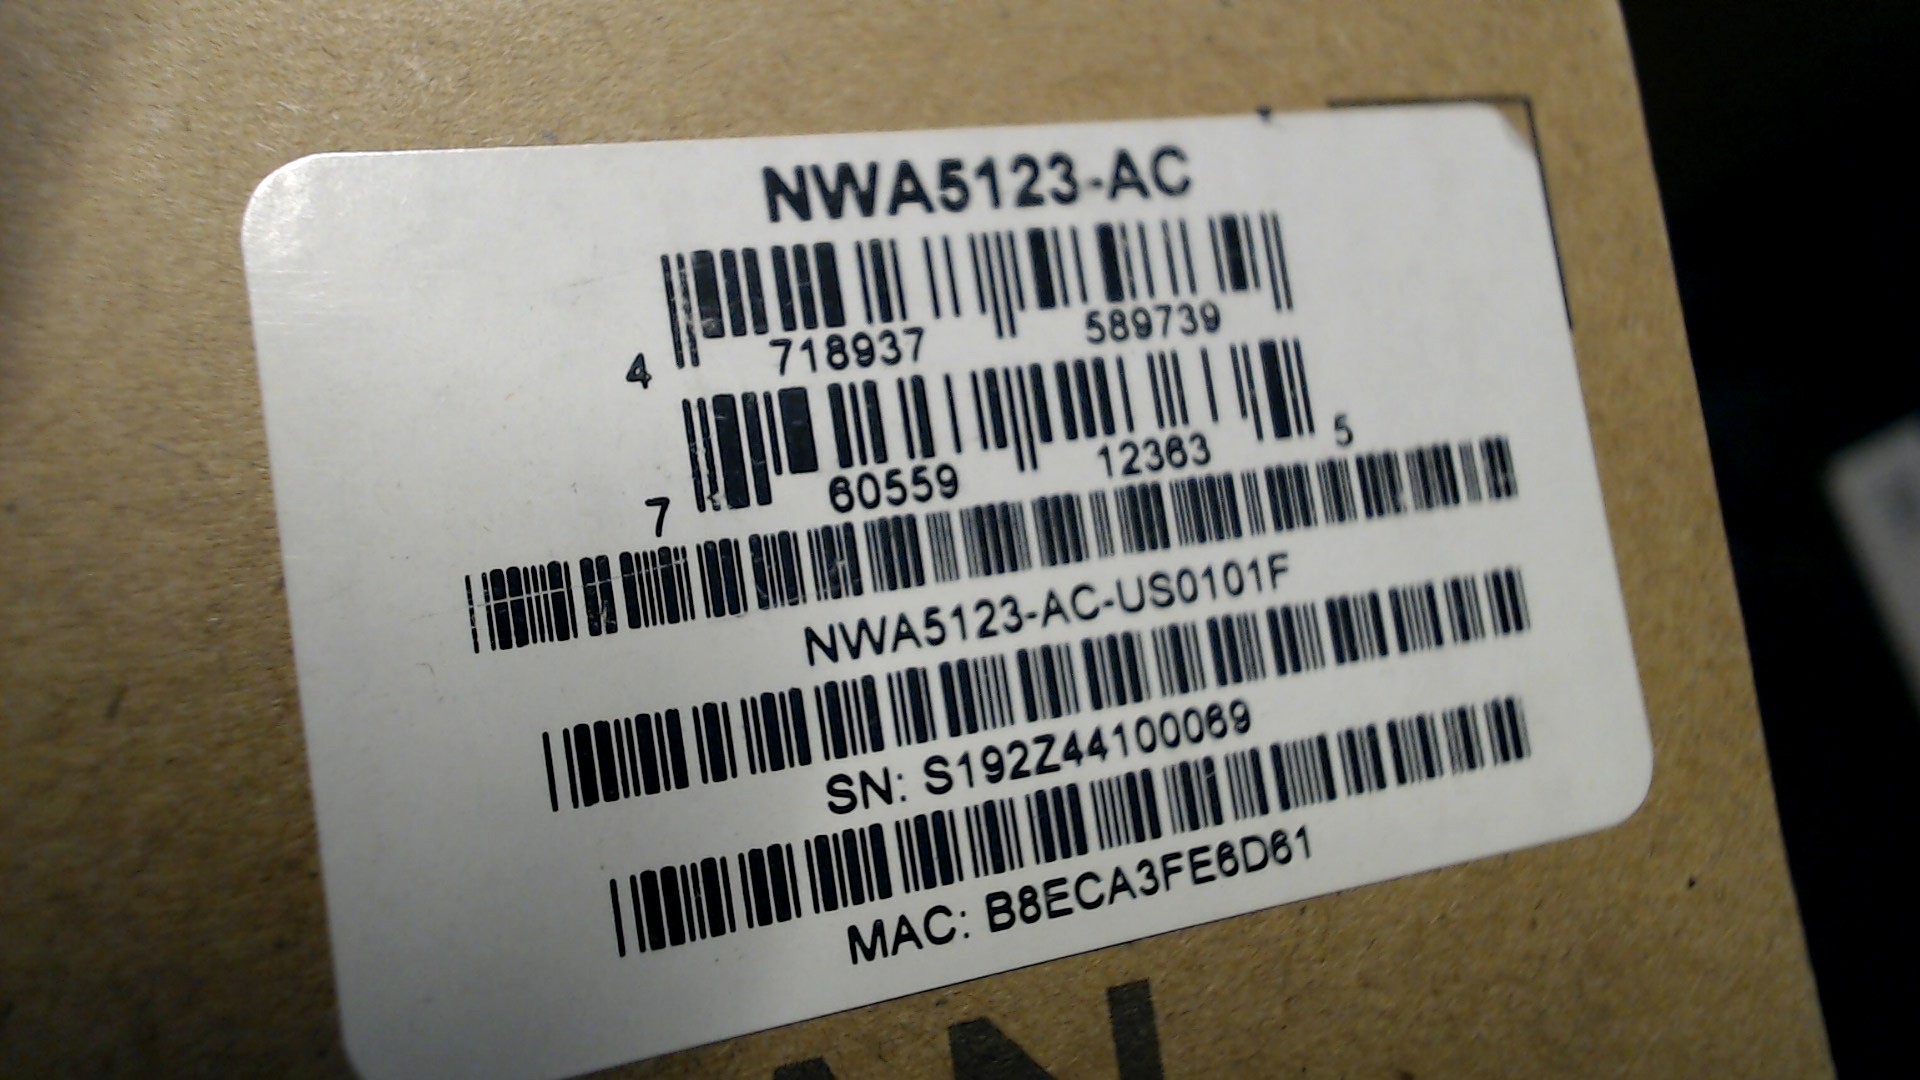 NWA5123-AC
4 718937 589739
7 60559 12363 5
NWA5123-AC-US0101F
SN: S192Z44100069
MAC: B8ECA3FE6D61